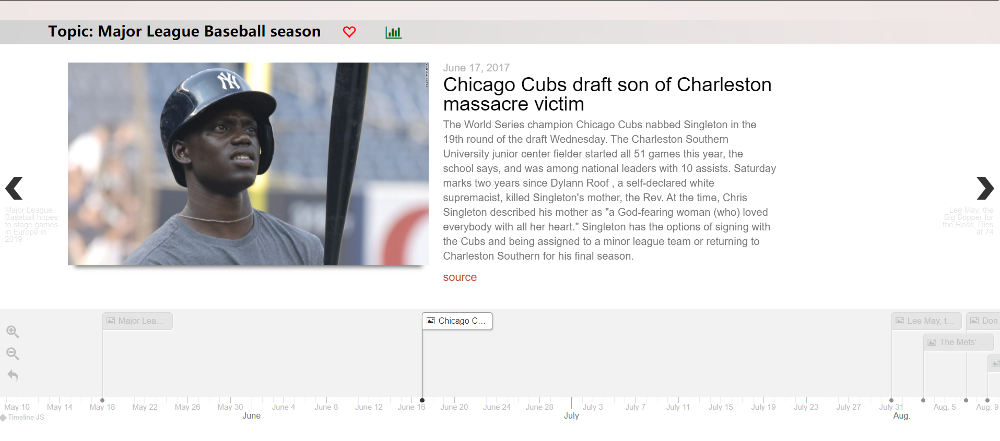 Topic: Major League Baseball season
NY
June 17, 2017
Chicago Cubs draft son of Charleston
massacre victim
The World Series champion Chicago Cubs nabbed Singleton in the
19th round of the draft Wednesday. The Charleston Southern
University junior center fielder started all 51 games this year, the
school says, and was among national leaders with 10 assists. Saturday
marks two years since Dylann Roof , a self-declared white
supremacist, killed Singleton's mother, the Rev. At the time, Chris
Singleton described his mother as "a God-fearing woman (who) loved
everybody with all her heart." Singleton has the options of signing with
the Cubs and being assigned to a minor league team or returning to
Charleston Southern for his final season.
source
Major League
Baseball hopes
to stage games
in Europe in
2019
Lee May, the
Big Bopper for
the Reds, Dies
at 74
Major Lea...
Chicago C...
Lee May, t...
Don
The Mets' ...
May 10 May 14 May 18 May 22 May 26 May 30 June 4 June 8 June 12 June 16 June 20 June 24 June 28 July 3 July 7 July 11 July 15 July 19 July 23 July 27 July 31 Aug. 5 Aug. 9
June July Aug.
Timeline JS